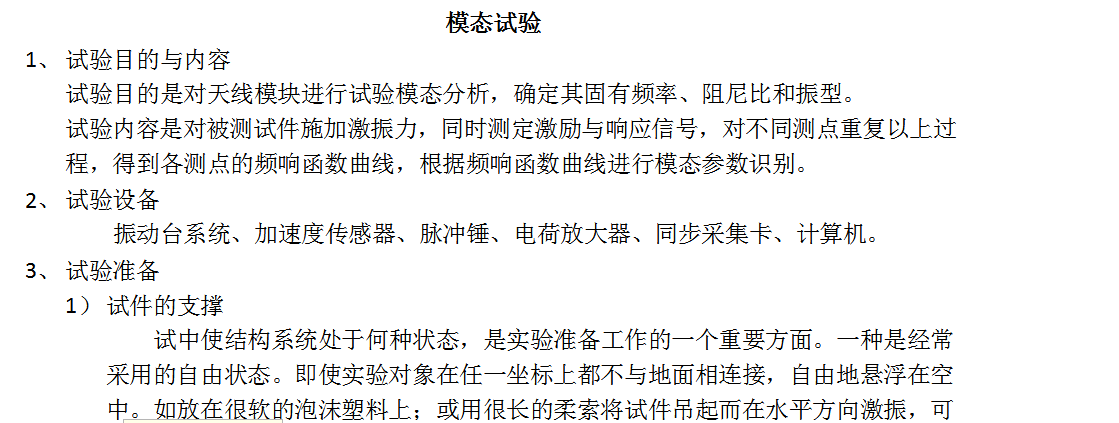 模态试验
1、 试验目的与内容
试验目的是对天线模块进行试验模态分析，确定其固有频率、阻尼比和振型。
试验内容是对被测试件施加激振力，同时测定激励与响应信号，对不同测点重复以上过
程，得到各测点的频响函数曲线，根据频响函数曲线进行模态参数识别。
2、 试验设备
振动台系统、加速度传感器、脉冲锤、电荷放大器、同步采集卡、计算机。
3、 试验准备
1） 试件的支撑
试中使结构系统处于何种状态，是实验准备工作的一个重要方面。一种是经常
采用的自由状态。即使实验对象在任一坐标上都不与地面相连接，自由地悬浮在空
中。如放在很软的泡沫塑料上；或用很长的柔索将试件吊起而在水平方向激振，可